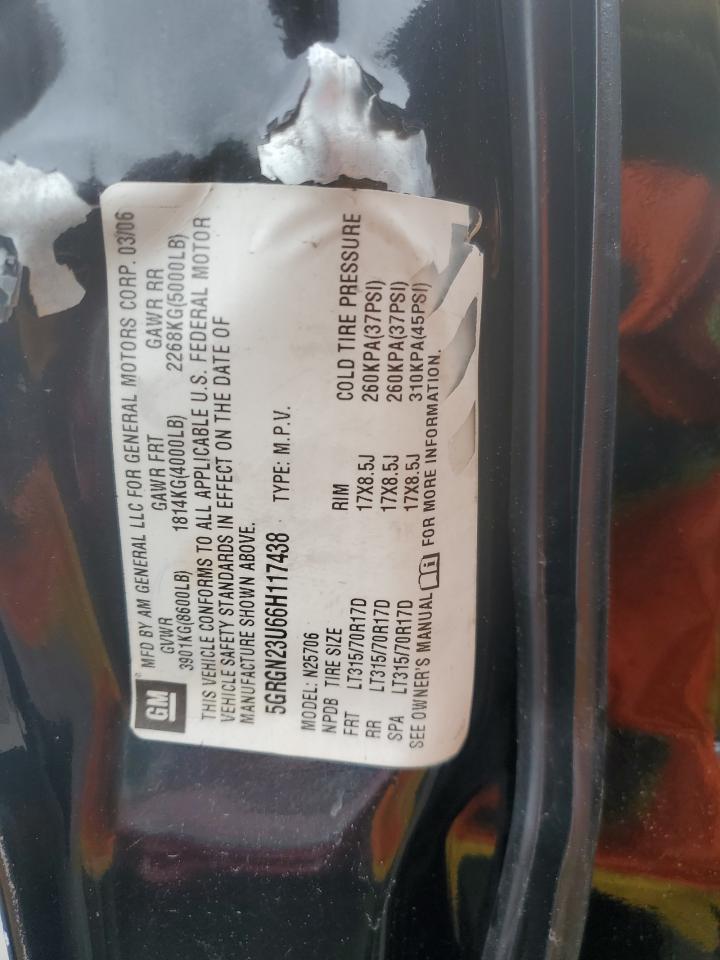 GM MFD BY AM GENERAL LLC FOR GENERAL MOTORS CORP. 03/06
GVWR GAWR FRT GAWR RR
3901KG(8600LB) 1814KG(4000LB) 2268KG(5000LB)
THIS VEHICLE CONFORMS TO ALL APPLICABLE U.S. FEDERAL MOTOR
VEHICLE SAFETY STANDARDS IN EFFECT ON THE DATE OF
MANUFACTURE SHOWN ABOVE.
5GRGN23U66H117438 TYPE: M.P.V.
MODEL: N25706
NPDB TIRE SIZE RIM COLD TIRE PRESSURE
FRT LT315/70R17D 17X8.5J 260KPA(37PSI)
RR LT315/70R17D 17X8.5J 260KPA(37PSI)
SPA LT315/70R17D 17X8.5J 310KPA(45PSI)
SEE OWNER'S MANUAL FOR MORE INFORMATION.